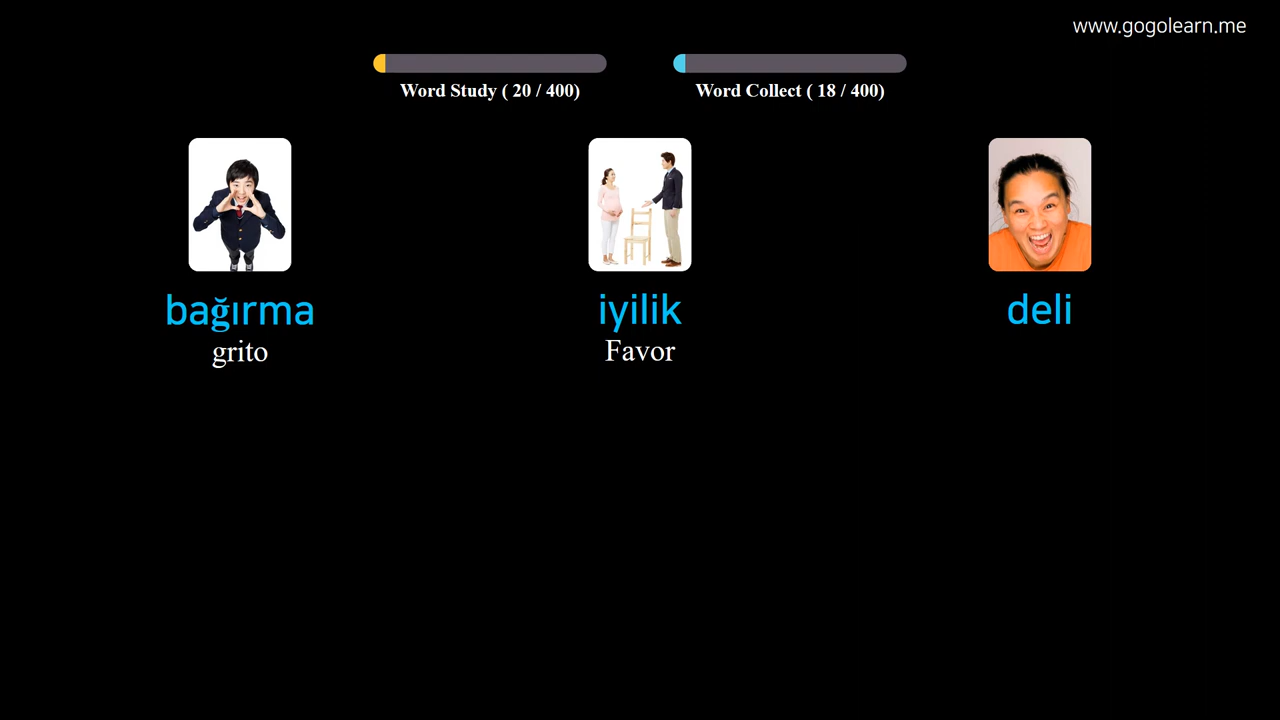 www.gogolearn.me
Word Study ( 20 / 400)
Word Collect ( 18 / 400)
bağırma
grito
iyilik
Favor
deli